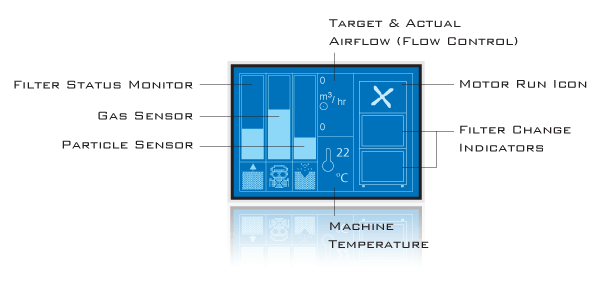 TARGET & ACTUAL
AIRFLOW (FLOW CONTROL)
FILTER STATUS MONITOR
GAS SENSOR
PARTICLE SENSOR
0
m³/hr
0
22
°C
MOTOR RUN ICON
FILTER CHANGE
INDICATORS
MACHINE
TEMPERATURE